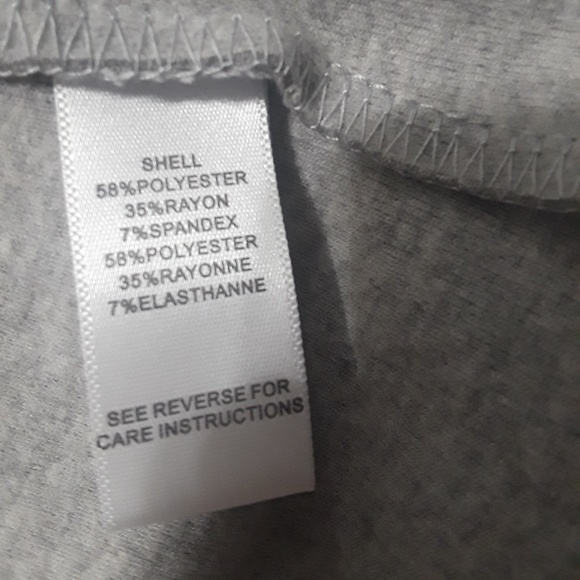 SHELL
58%POLYESTER
35%RAYON
7%SPANDEX
58%POLYESTER
35%RAYONNE
7%ELASTHANNE
SEE REVERSE FOR
CARE INSTRUCTIONS